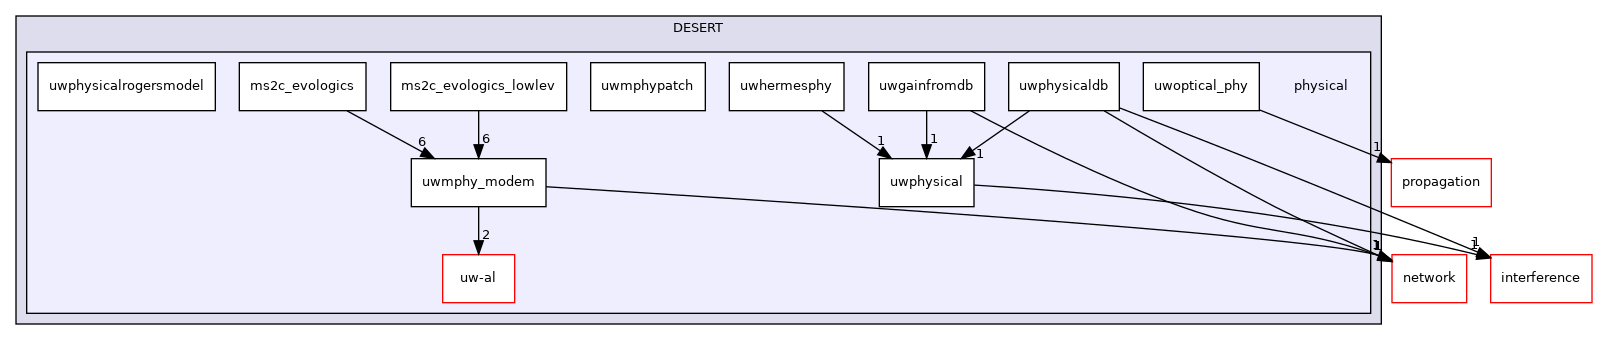 DESERT
uwphysicalrogersmodel
ms2c_evologics
ms2c_evologics_lowlev
uwmphypatch
uwhermesphy
uwgainfromdb
uwphysicaldb
uwoptical_phy
physical
6
6
1
1
1
1
uwmphy_modem
uwphysical
propagation
2
1
1
1
1
1
uw-al
network
interference